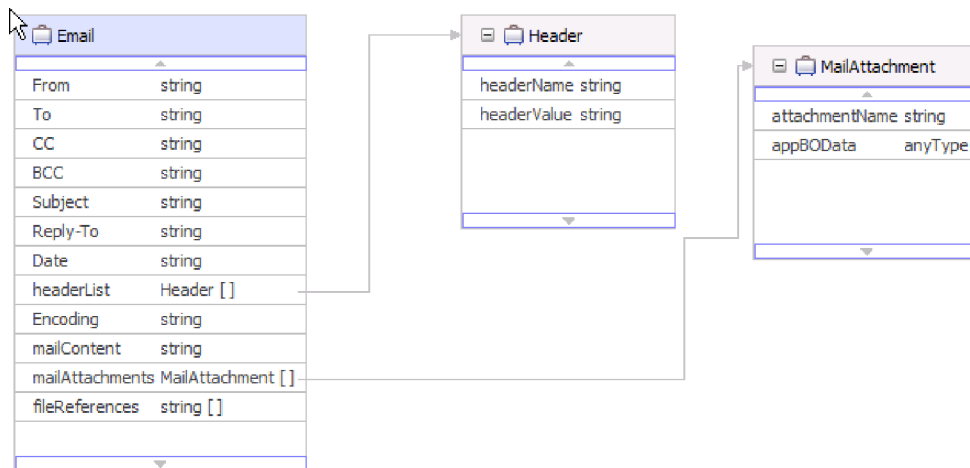 Email
From string
To string
CC string
BCC string
Subject string
Reply-To string
Date string
headerList Header [ ]
Encoding string
mailContent string
mailAttachments MailAttachment [ ]
fileReferences string [ ]
Header
headerName string
headerValue string
MailAttachment
attachmentName string
appBOData anyType